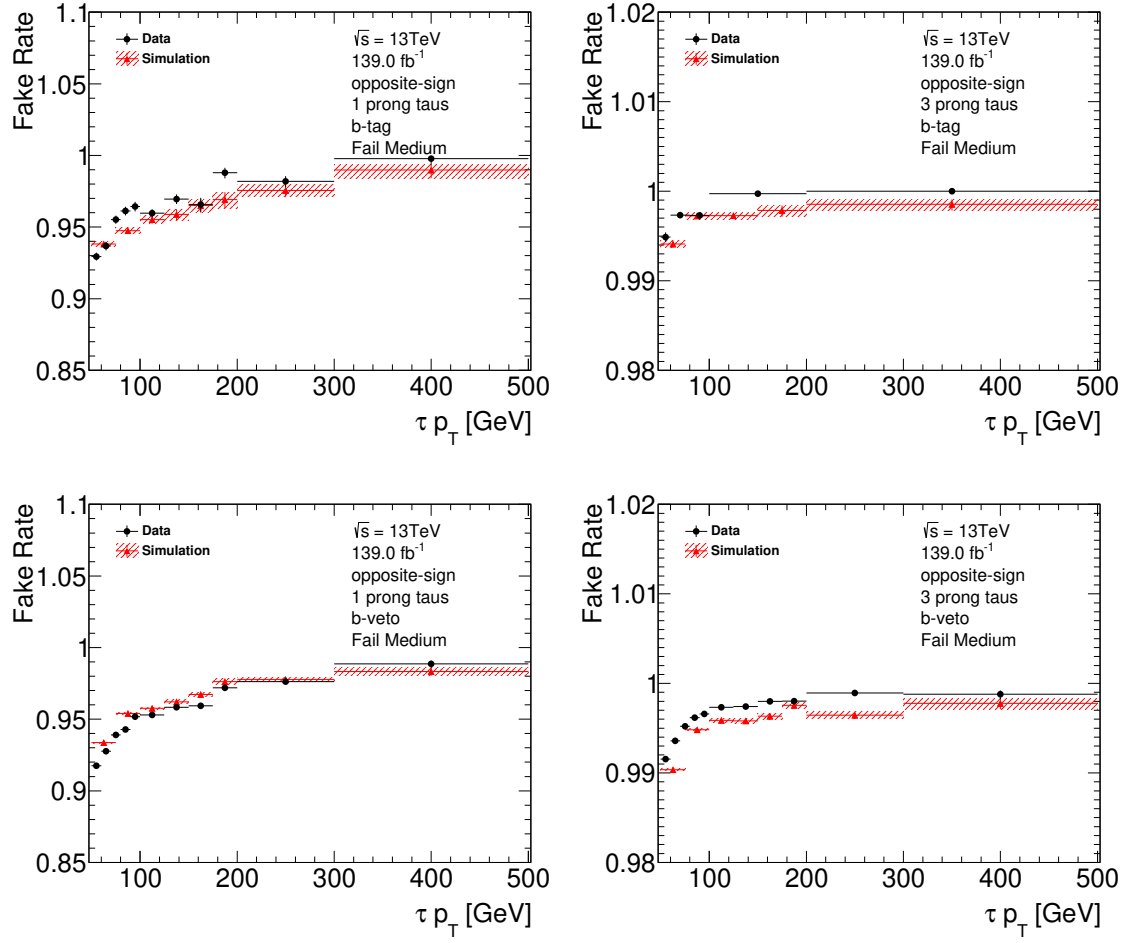 Fake Rate
1.1
1.05
1
0.95
0.9
0.85
Data
Simulation
√s = 13TeV
139.0 fb⁻¹
opposite-sign
1 prong taus
b-tag
Fail Medium
100 200 300 400 500
τ p_T [GeV]
Fake Rate
1.02
1.01
1
0.99
0.98
Data
Simulation
√s = 13TeV
139.0 fb⁻¹
opposite-sign
3 prong taus
b-tag
Fail Medium
100 200 300 400 500
τ p_T [GeV]
Fake Rate
1.1
1.05
1
0.95
0.9
0.85
Data
Simulation
√s = 13TeV
139.0 fb⁻¹
opposite-sign
1 prong taus
b-veto
Fail Medium
100 200 300 400 500
τ p_T [GeV]
Fake Rate
1.02
1.01
1
0.99
0.98
Data
Simulation
√s = 13TeV
139.0 fb⁻¹
opposite-sign
3 prong taus
b-veto
Fail Medium
100 200 300 400 500
τ p_T [GeV]